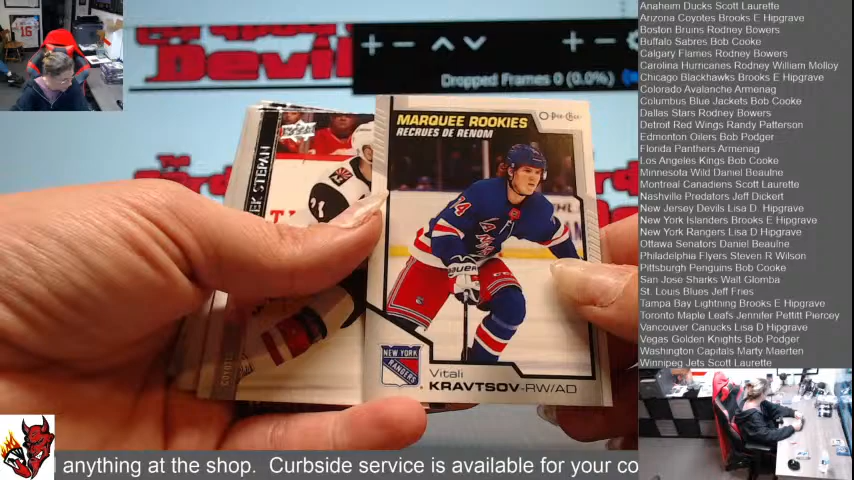 Dropped Frames 0 (0.0%)
Devil
MARQUEE ROOKIES
RECRUES DE RENOM
O-Pee-Chee
EK STEPAN
NEW YORK
RANGERS
Vitali
KRAVTSOV-RW/AD
anything at the shop. Curbside service is available for your co
Anaheim Ducks Scott Laurette
Arizona Coyotes Brooks E Hipgrave
Boston Bruins Rodney Bowers
Buffalo Sabres Bob Cooke
Calgary Flames Rodney Bowers
Carolina Hurricanes Rodney William Molloy
Chicago Blackhawks Brooks E Hipgrave
Colorado Avalanche Armenag
Columbus Blue Jackets Bob Cooke
Dallas Stars Rodney Bowers
Detroit Red Wings Randy Patterson
Edmonton Oilers Bob Podger
Florida Panthers Armenag
Los Angeles Kings Bob Cooke
Minnesota Wild Daniel Beaulne
Montreal Canadiens Scott Laurette
Nashville Predators Jeff Dickert
New Jersey Devils Lisa D. Hipgrave
New York Islanders Brooks E Hipgrave
New York Rangers Lisa D Hipgrave
Ottawa Senators Daniel Beaulne
Philadelphia Flyers Steven R Wilson
Pittsburgh Penguins Bob Cooke
San Jose Sharks Walt Glomba
St. Louis Blues Jeff Fries
Tampa Bay Lightning Brooks E Hipgrave
Toronto Maple Leafs Jennifer Pettitt Piercey
Vancouver Canucks Lisa D Hipgrave
Vegas Golden Knights Bob Podger
Washington Capitals Marty Maerten
Winnipeg Jets Scott Laurette